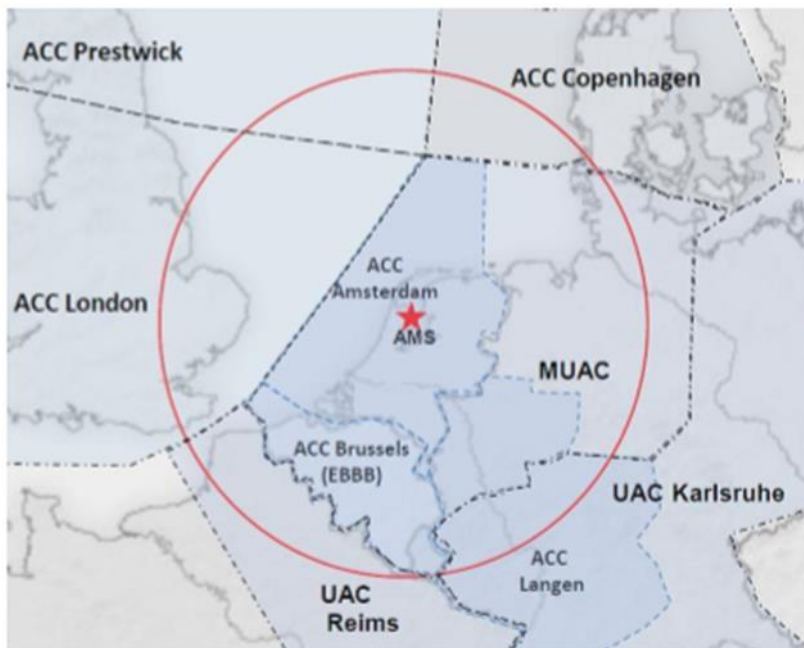 ACC Prestwick
ACC Copenhagen
ACC
Amsterdam
ACC London
AMS
MUAC
ACC Brussels
(EBBB)
UAC Karlsruhe
ACC
Langen
UAC
Reims